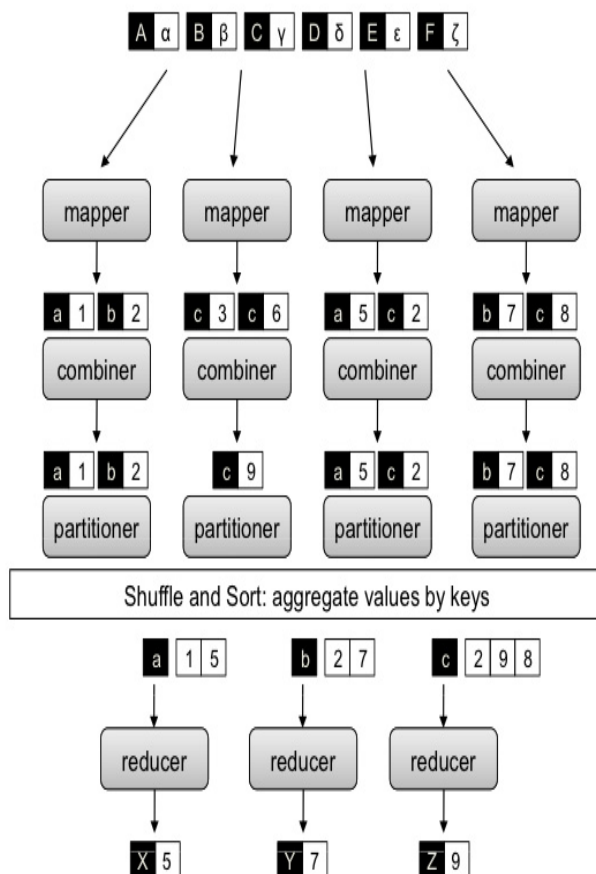 A α B β C γ D δ E ε F ζ
mapper mapper mapper mapper
a 1 b 2 c 3 c 6 a 5 c 2 b 7 c 8
combiner combiner combiner combiner
a 1 b 2 c 9 a 5 c 2 b 7 c 8
partitioner partitioner partitioner partitioner
Shuffle and Sort: aggregate values by keys
a 1 5 b 2 7 c 2 9 8
reducer reducer reducer
X 5 Y 7 Z 9